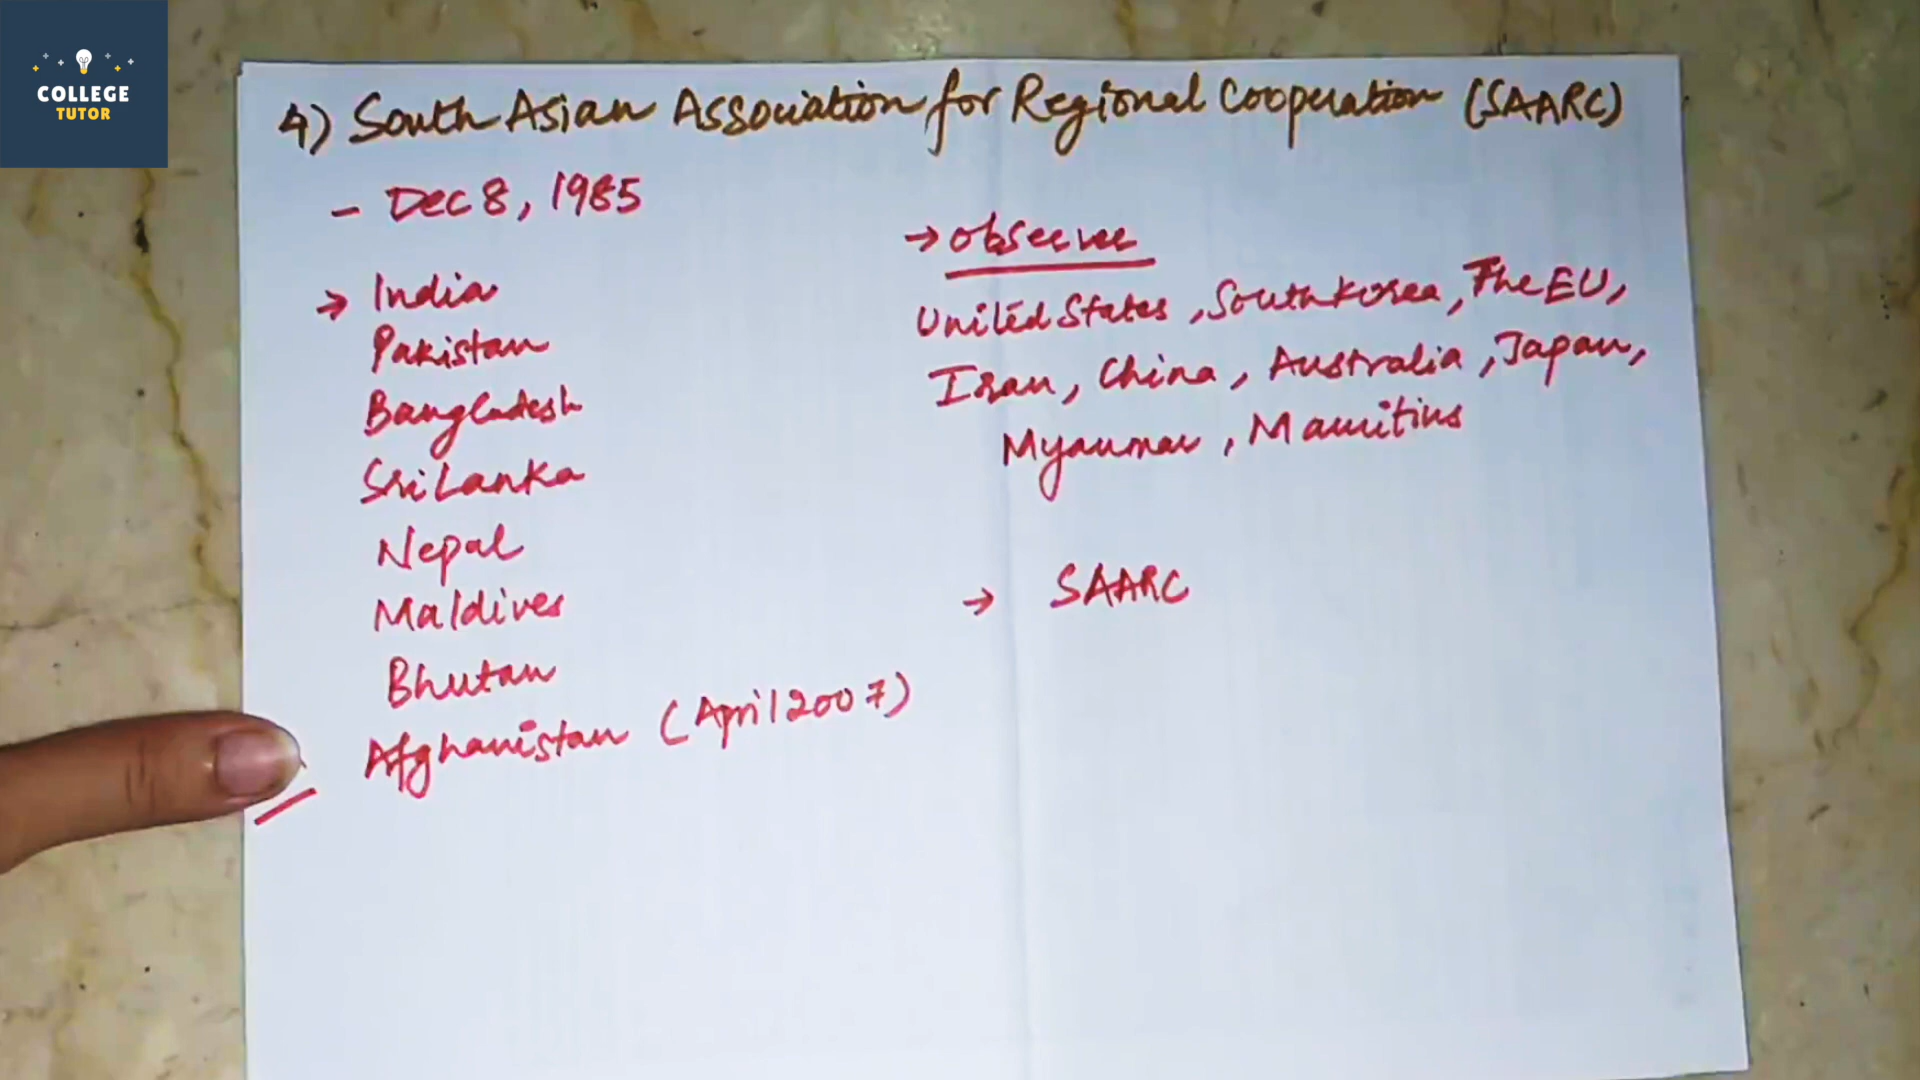 COLLEGE
TUTOR
4) South Asian Association for Regional Cooperation (SAARC)
- Dec 8, 1985
→ India
Pakistan
Bangladesh
Sri Lanka
Nepal
Maldives
Bhutan
Afghanistan (April 2007)
→ observer
United States, South Korea, The EU,
Iran, China, Australia, Japan,
Myanmar, Mauritius
→ SAARC